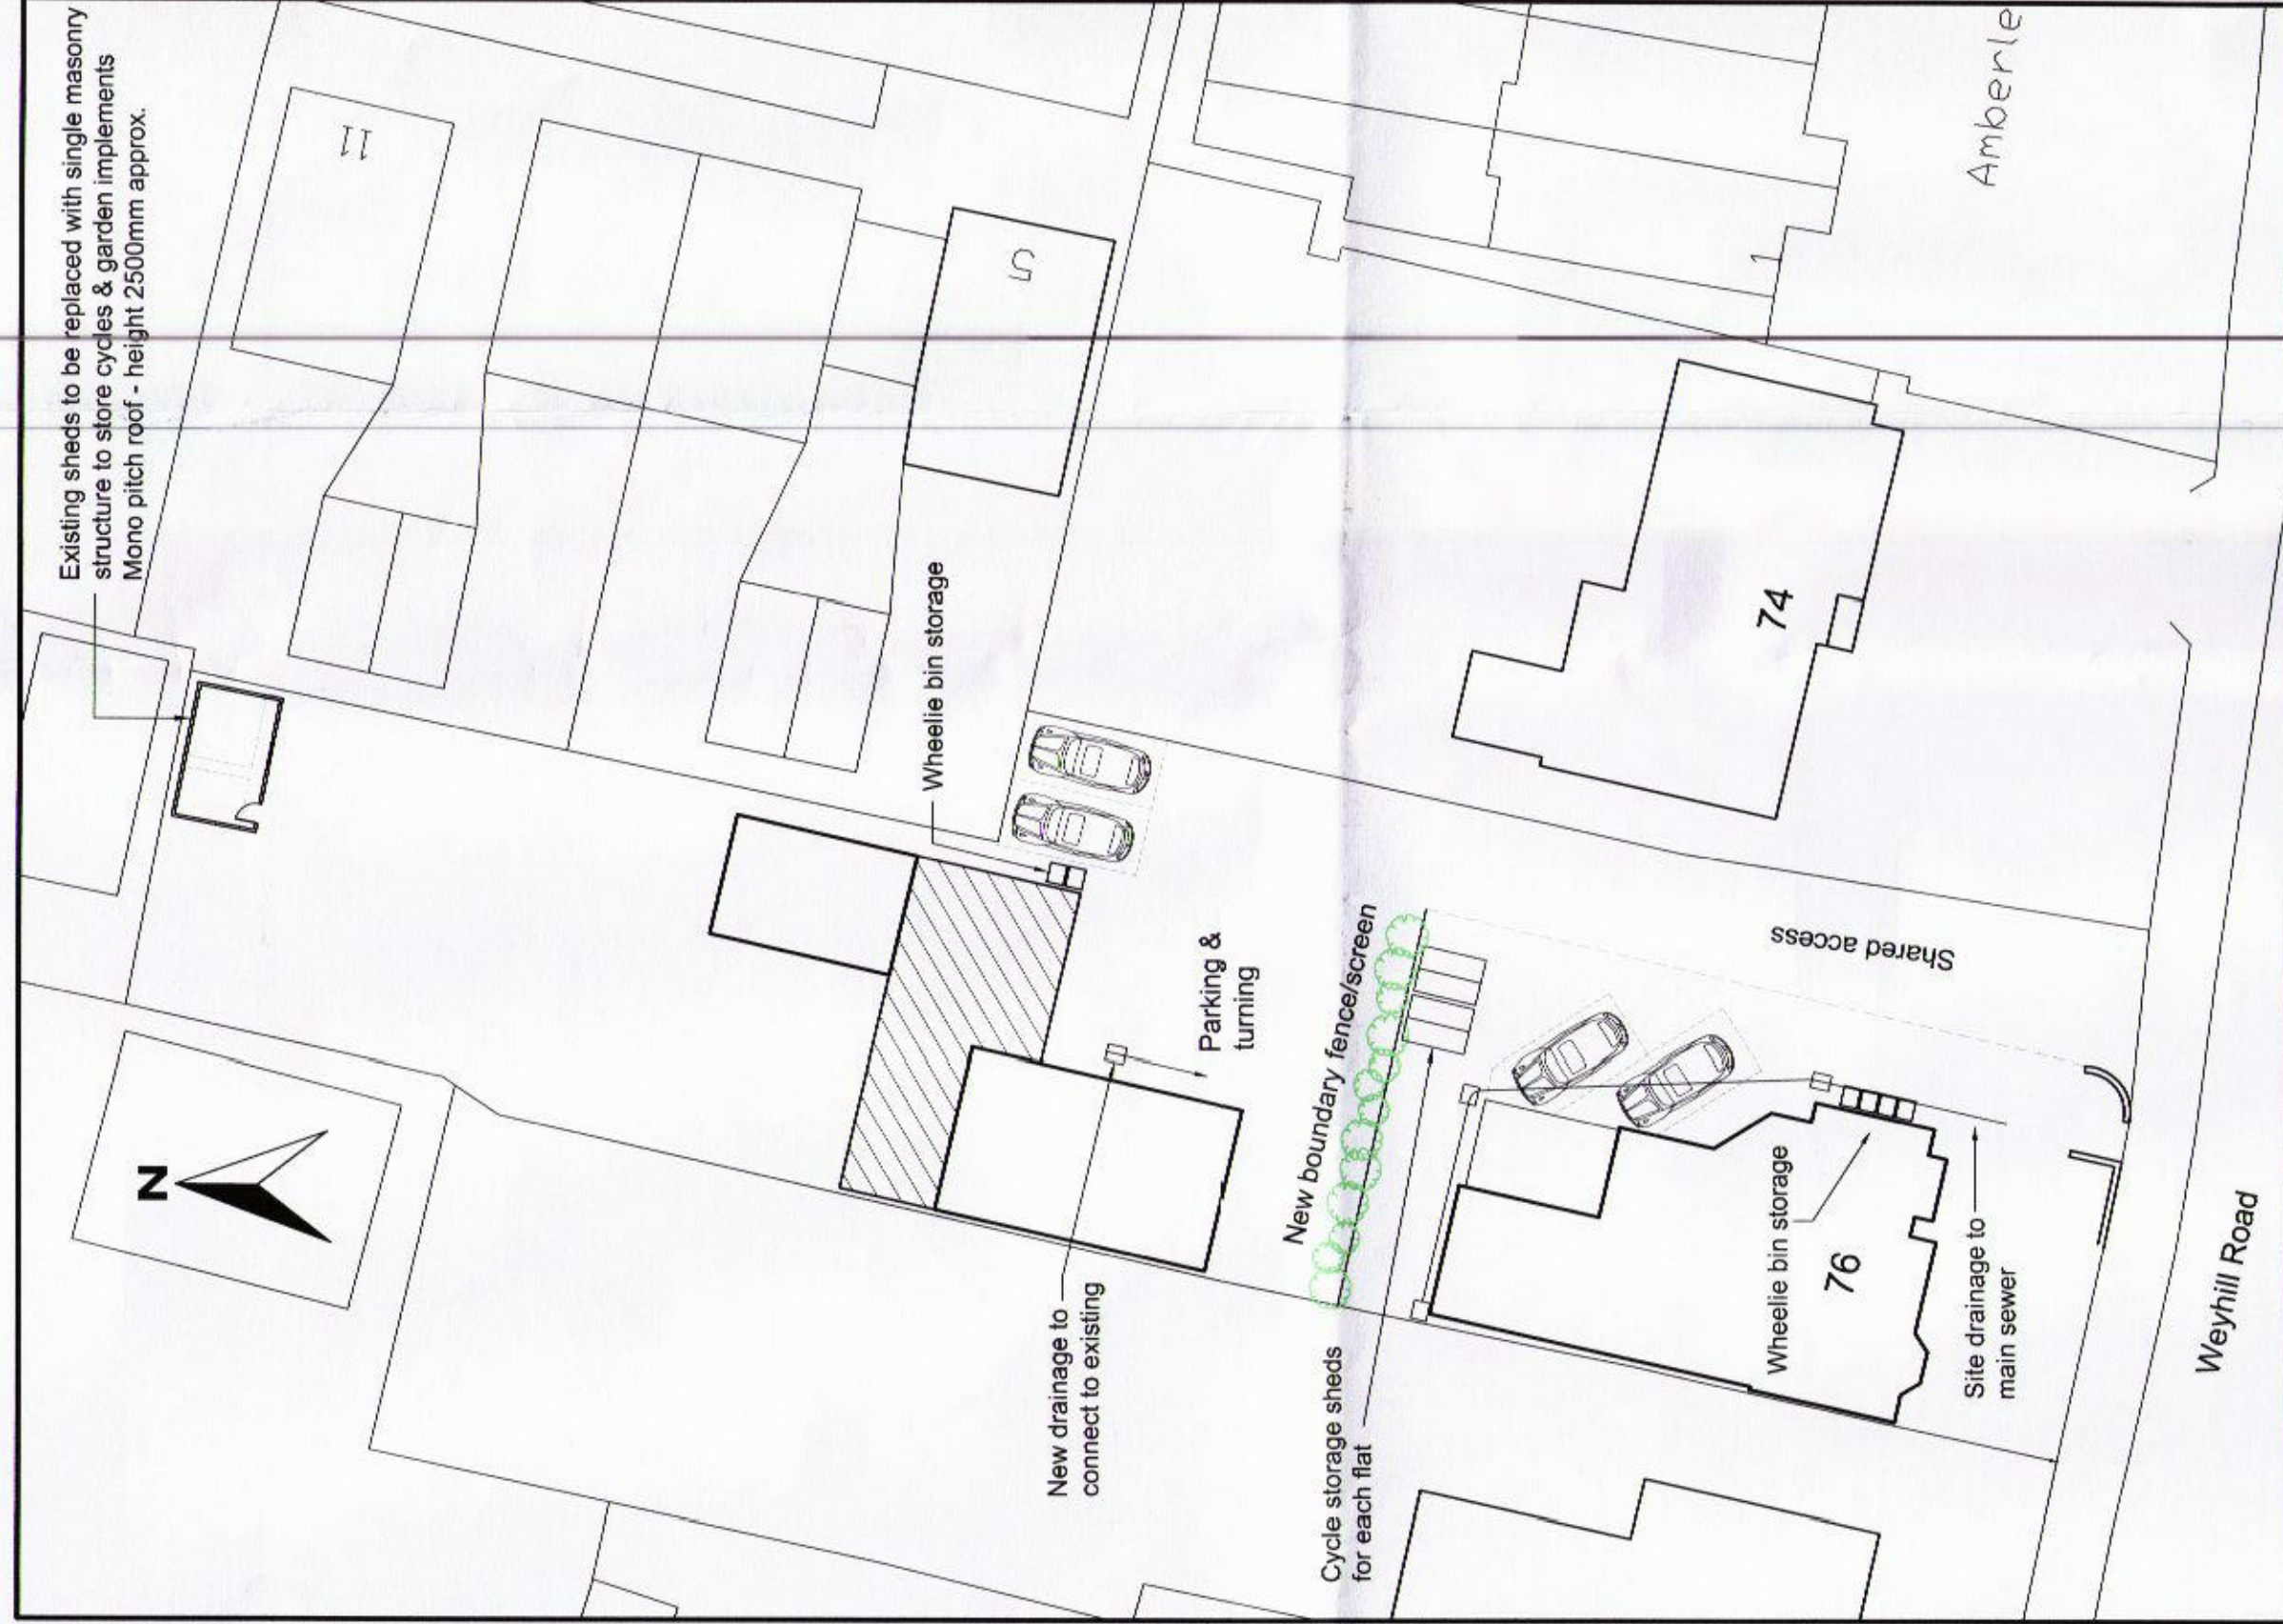 Existing sheds to be replaced with single masonry
structure to store cycles & garden implements
Mono pitch roof - height 2500mm approx.
11
N
5
Wheelie bin storage
Parking &
turning
New drainage to
connect to existing
New boundary fence/screen
Cycle storage sheds
for each flat
1
Amberle
74
Shared access
Wheelie bin storage
76
Site drainage to
main sewer
Weyhill Road